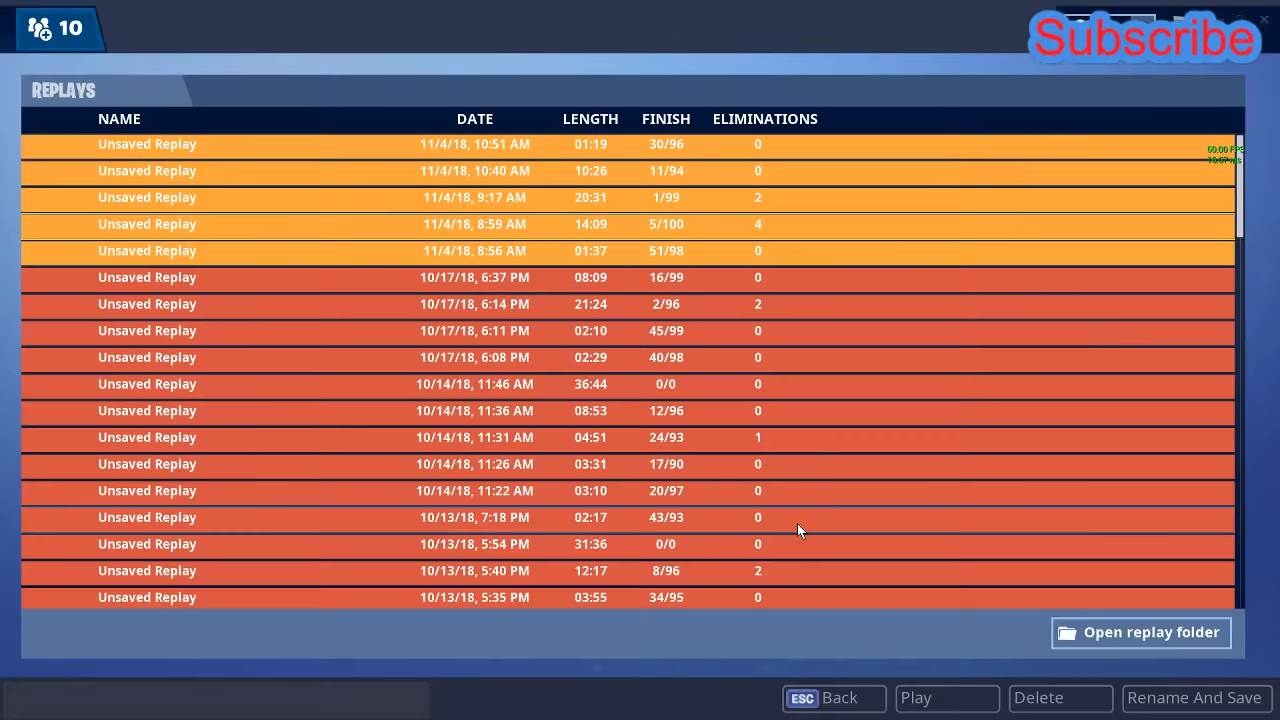 10
Subscribe
REPLAYS
NAME DATE LENGTH FINISH ELIMINATIONS
Unsaved Replay 11/4/18, 10:51 AM 01:19 30/96 0
60.00 FPS
Unsaved Replay 11/4/18, 10:40 AM 10:26 11/94 0
Unsaved Replay 11/4/18, 9:17 AM 20:31 1/99 2
Unsaved Replay 11/4/18, 8:59 AM 14:09 5/100 4
Unsaved Replay 11/4/18, 8:56 AM 01:37 51/98 0
Unsaved Replay 10/17/18, 6:37 PM 08:09 16/99 0
Unsaved Replay 10/17/18, 6:14 PM 21:24 2/96 2
Unsaved Replay 10/17/18, 6:11 PM 02:10 45/99 0
Unsaved Replay 10/17/18, 6:08 PM 02:29 40/98 0
Unsaved Replay 10/14/18, 11:46 AM 36:44 0/0 0
Unsaved Replay 10/14/18, 11:36 AM 08:53 12/96 0
Unsaved Replay 10/14/18, 11:31 AM 04:51 24/93 1
Unsaved Replay 10/14/18, 11:26 AM 03:31 17/90 0
Unsaved Replay 10/14/18, 11:22 AM 03:10 20/97 0
Unsaved Replay 10/13/18, 7:18 PM 02:17 43/93 0
Unsaved Replay 10/13/18, 5:54 PM 31:36 0/0 0
Unsaved Replay 10/13/18, 5:40 PM 12:17 8/96 2
Unsaved Replay 10/13/18, 5:35 PM 03:55 34/95 0
Open replay folder
ESC Back Play Delete Rename And Save